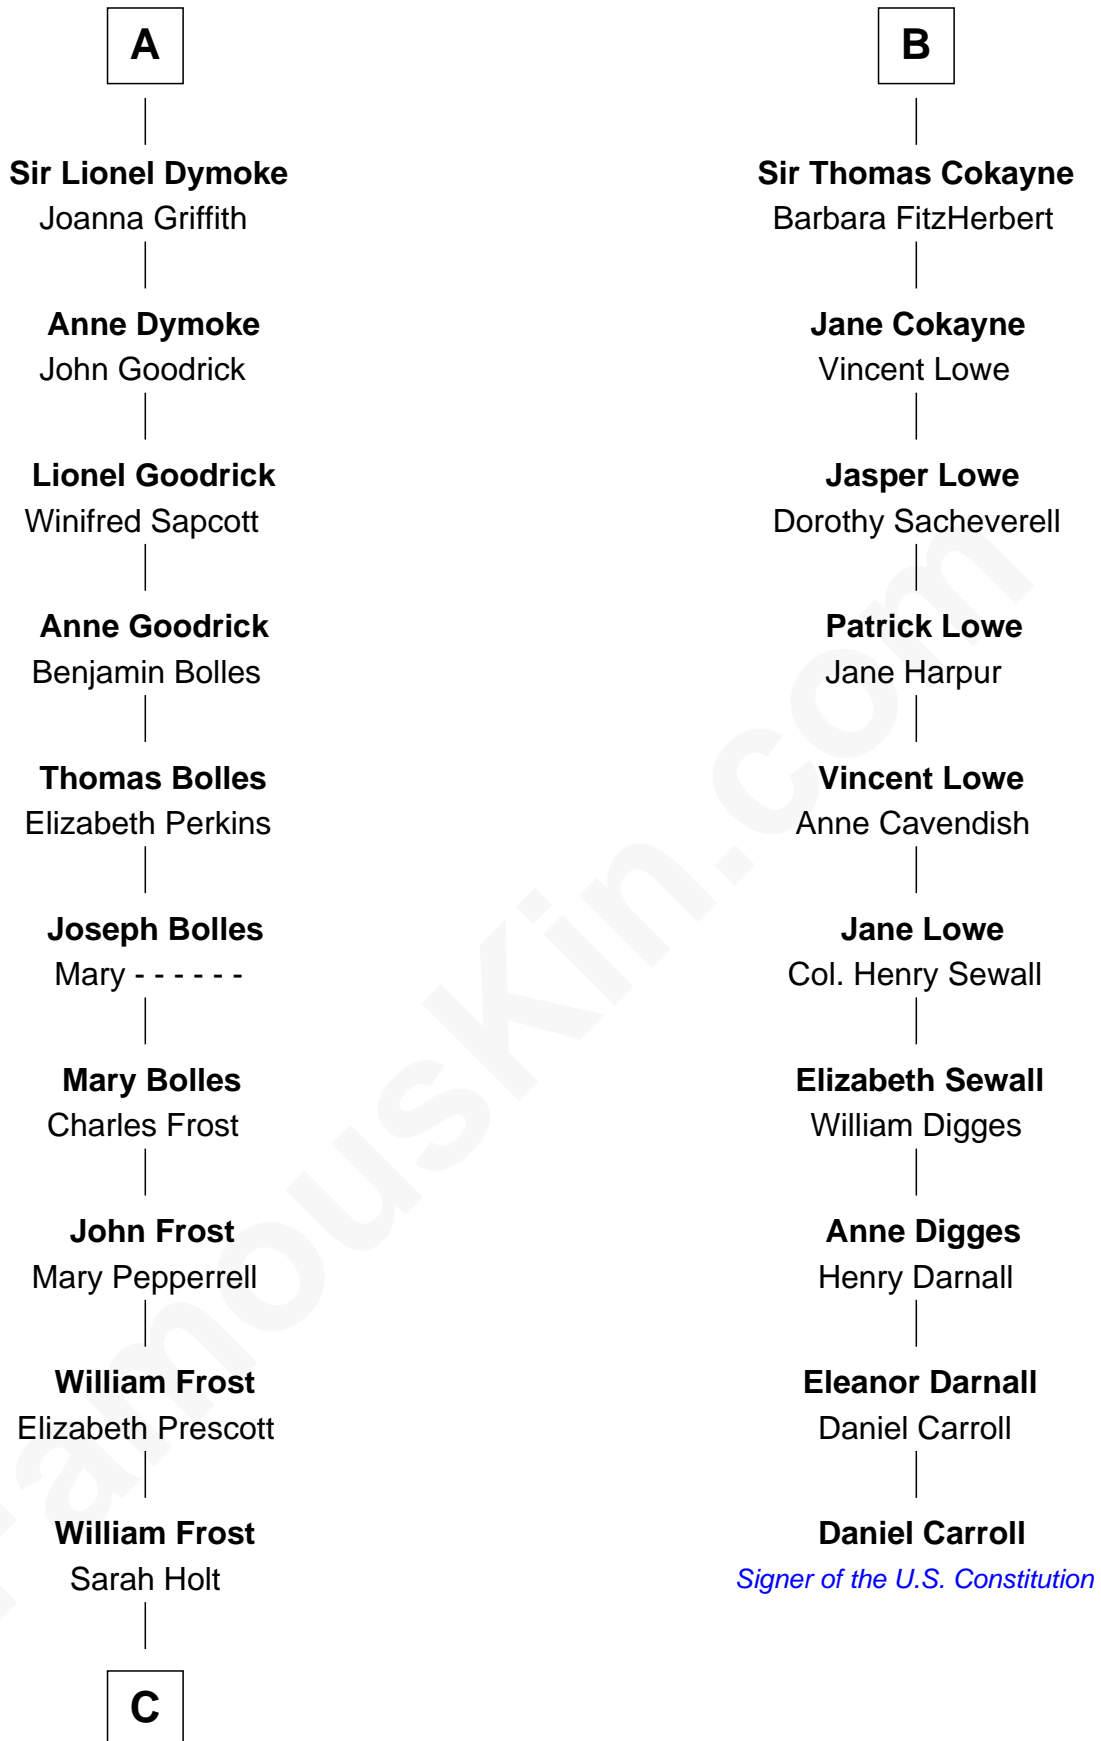 A
Sir Lionel Dymoke
Joanna Griffith
Anne Dymoke
John Goodrick
Lionel Goodrick
Winifred Sapcott
Anne Goodrick
Benjamin Bolles
Thomas Bolles
Elizabeth Perkins
Joseph Bolles
Mary - - - - - -
Mary Bolles
Charles Frost
John Frost
Mary Pepperrell
William Frost
Elizabeth Prescott
William Frost
Sarah Holt
C
B
Sir Thomas Cokayne
Barbara FitzHerbert
Jane Cokayne
Vincent Lowe
Jasper Lowe
Dorothy Sacheverell
Patrick Lowe
Jane Harpur
Vincent Lowe
Anne Cavendish
Jane Lowe
Col. Henry Sewall
Elizabeth Sewall
William Digges
Anne Digges
Henry Darnall
Eleanor Darnall
Daniel Carroll
Daniel Carroll
Signer of the U.S. Constitution
FamousKin.com